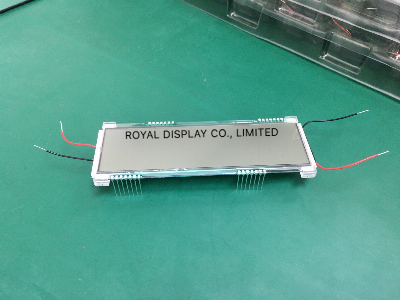 ROYAL DISPLAY CO., LIMITED